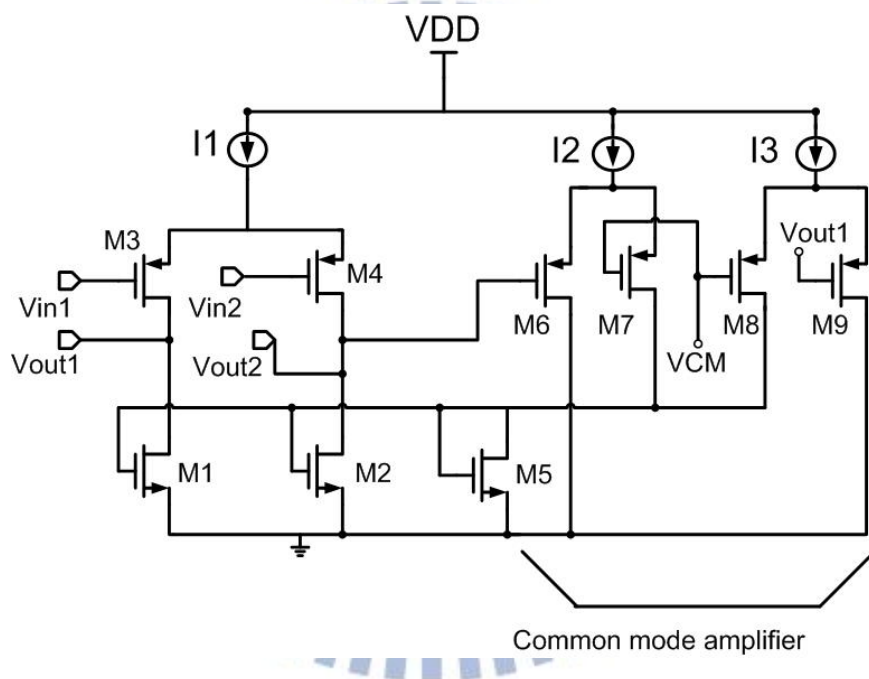 VDD
I1
I2
I3
M3
M4
Vout1
Vin1
Vin2
M6
M7
M8
M9
Vout1
Vout2
VCM
M1
M2
M5
Common mode amplifier